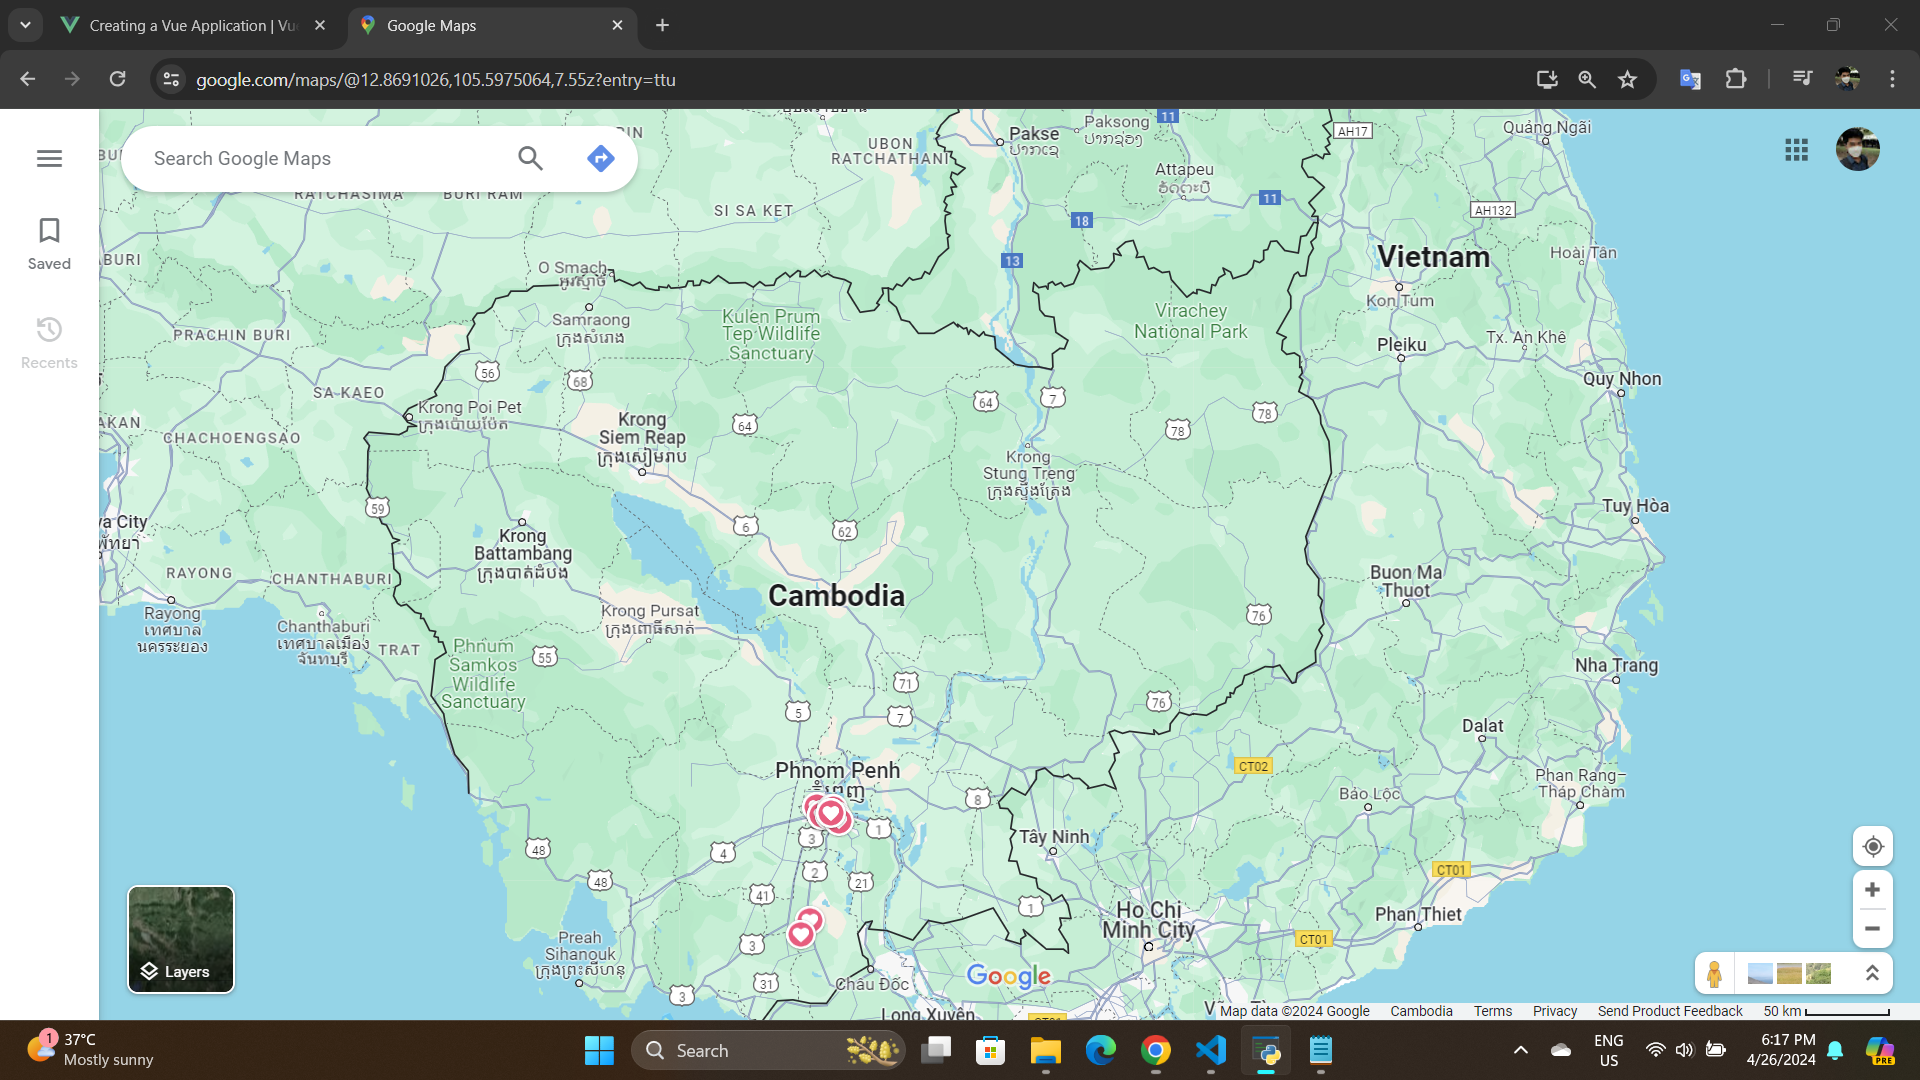 Creating a Vue Application | Vu
Google Maps
google.com/maps/@12.8691026,105.5975064,7.55z?entry=ttu
Search Google Maps
Saved
Recents
UBON
RATCHATHANI
Pakse
ປາກເຊ
Paksong
ປາກຊ່ອງ
11
AH17
Quảng Ngãi
RATCHASIMA
BURI RAM
SI SA KET
Attapeu
ອັດຕະປື
11
18
AH132
BURI
O Smach
អូរស្មាច់
13
Vietnam
Hoài Tân
Kon Tum
Samraong
ក្រុងសំរោង
Kulen Prum
Tep Wildlife
Sanctuary
Virachey
National Park
PRACHIN BURI
Pleiku
Tx. An Khê
56
68
SA KAEO
Quy Nhon
Krong Poi Pet
ក្រុងប៉ោយប៉ែត
64
7
78
AKAN
CHACHOENGSAO
Krong
Siem Reap
ក្រុងសៀមរាប
64
78
Krong
Stung Treng
ក្រុងស្ទឹងត្រែង
59
Tuy Hòa
ya City
พัทยา
Krong
Battambang
ក្រុងបាត់ដំបង
6
62
RAYONG
CHANTHABURI
Buon Ma
Thuot
Cambodia
Rayong
เทศบาล
นครระยอง
Chanthaburi
เทศบาลเมือง
จันทบุรี
TRAT
Krong Pursat
ក្រុងពោធិ៍សាត់
76
Phnum
Samkos
Wildlife
Sanctuary
55
Nha Trang
71
76
5
7
Dalat
CT02
Phnom Penh
Phan Rang–
Tháp Chàm
8
Bảo Lộc
1
3
Tây Ninh
48
4
2
48
21
41
CT01
1
Ho Chi
Minh City
Phan Thiet
3
CT01
Preah
Sihanouk
ក្រុងព្រះសីហនុ
Layers
31
3
Châu Đốc
Google
Long Xuyên
CT01
Map data ©2024 Google
Cambodia
Terms
Privacy
Send Product Feedback
50 km
1
37°C
Mostly sunny
Search
ENG
US
6:17 PM
4/26/2024
PRE